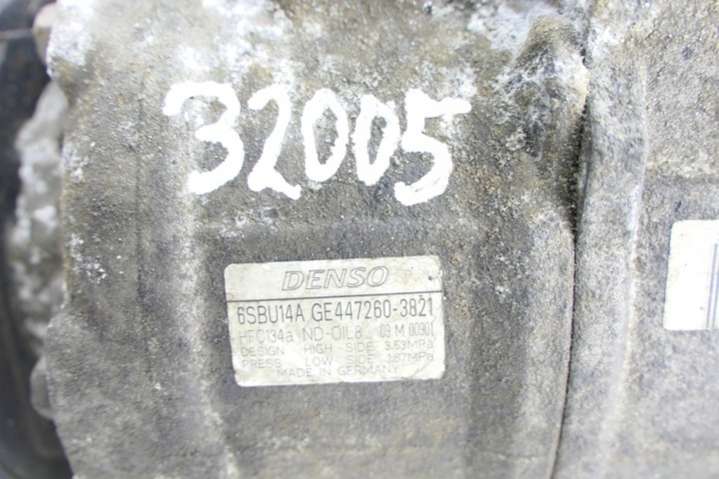 32005
DENSO
6SBU14A GE447260-3821
HFC134a ND-OIL8 09 M 00901
DESIGN HIGH SIDE 3.53MPa
PRESS. LOW SIDE 1.67MPa
MADE IN GERMANY